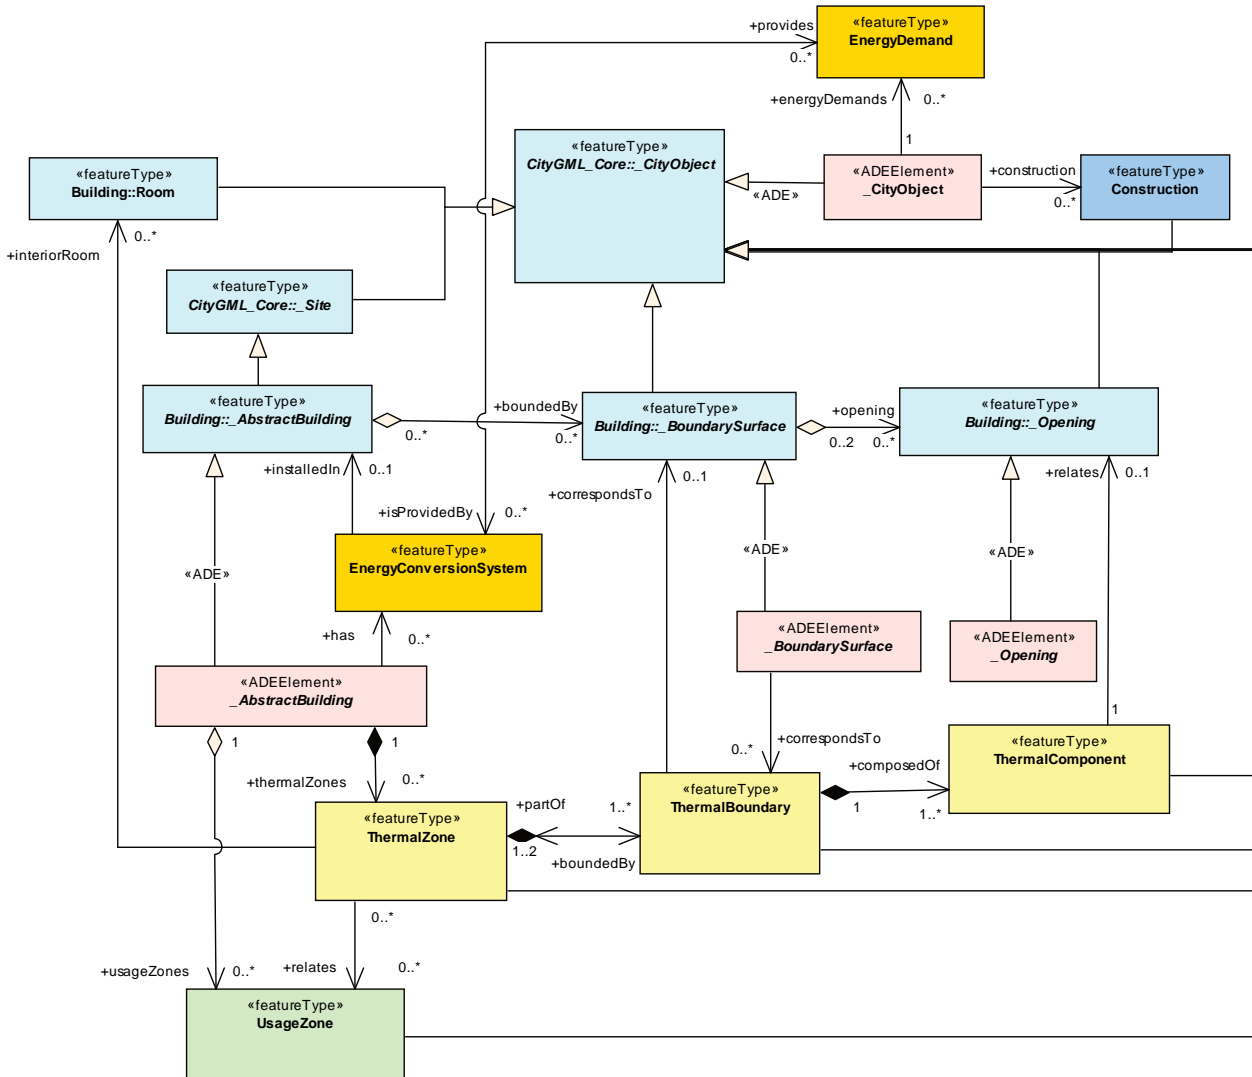 +provides
«featureType»
EnergyDemand
0..*
+energyDemands
0..*
1
«featureType»
CityGML_Core::_CityObject
«ADE»
«ADEElement»
_CityObject
+construction
0..*
«featureType»
Construction
«featureType»
Building::Room
0..*
+interiorRoom
«featureType»
CityGML_Core::_Site
«featureType»
Building::_AbstractBuilding
0..*
+boundedBy
0..*
«featureType»
Building::_BoundarySurface
+opening
0..2
0..*
«featureType»
Building::_Opening
+installedIn
0..1
+correspondsTo
0..1
+relates
0..1
+isProvidedBy
0..*
«ADE»
«featureType»
EnergyConversionSystem
«ADE»
«ADE»
+has
0..*
«ADEElement»
_BoundarySurface
«ADEElement»
_Opening
«ADEElement»
_AbstractBuilding
1
1
+thermalZones
0..*
0..*
+correspondsTo
1
+composedOf
1
1..*
«featureType»
ThermalComponent
«featureType»
ThermalZone
+partOf
1..2
1..*
+boundedBy
«featureType»
ThermalBoundary
0..*
+usageZones
0..*
+relates
0..*
«featureType»
UsageZone